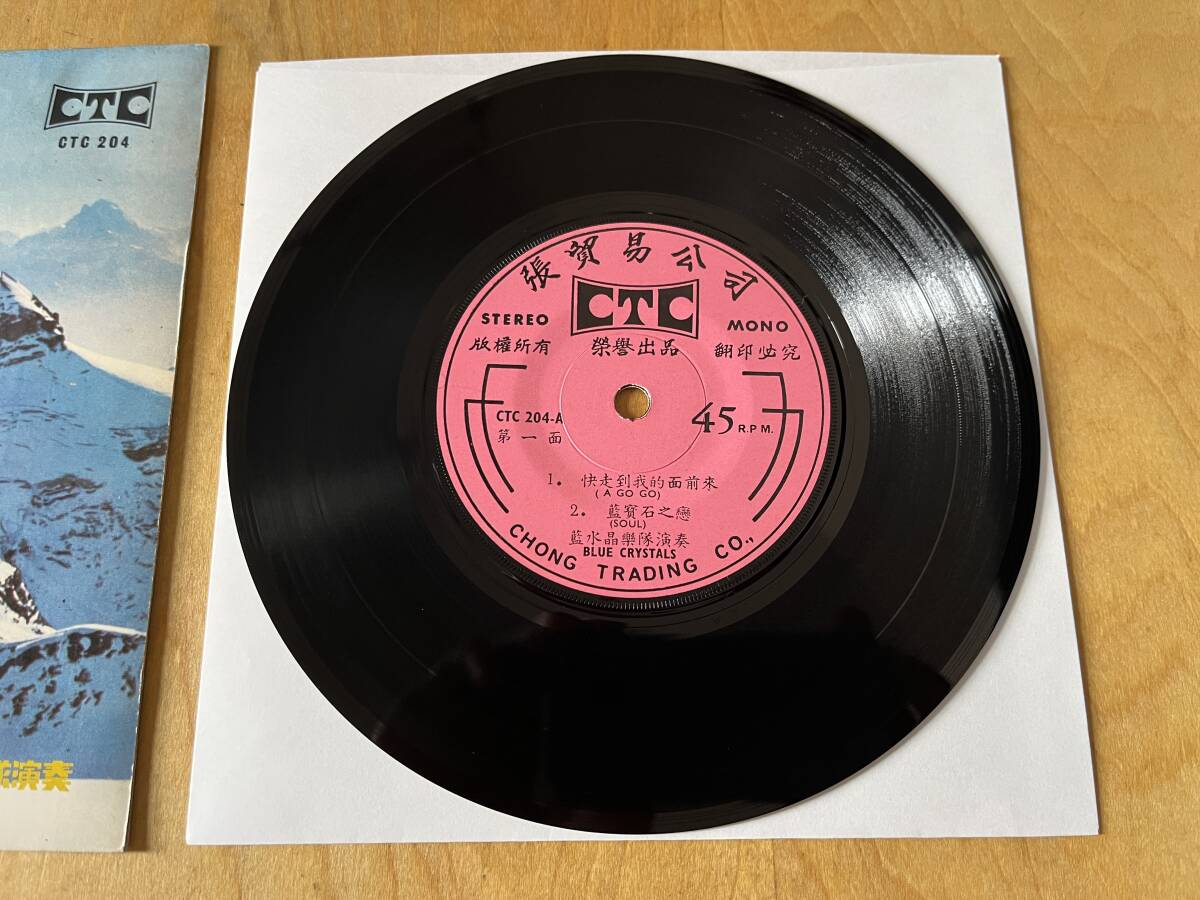 CTC
CTC 204
隊演奏
張貿易公司
CTC
STEREO
MONO
版權所有
榮譽出品
翻印必究
CTC 204-A
45 R.P.M.
第一面
1. 快走到我的面前來
(A GO GO)
2. 藍寶石之戀
(SOUL)
藍水晶樂隊演奏
BLUE CRYSTALS
CHONG TRADING CO.,